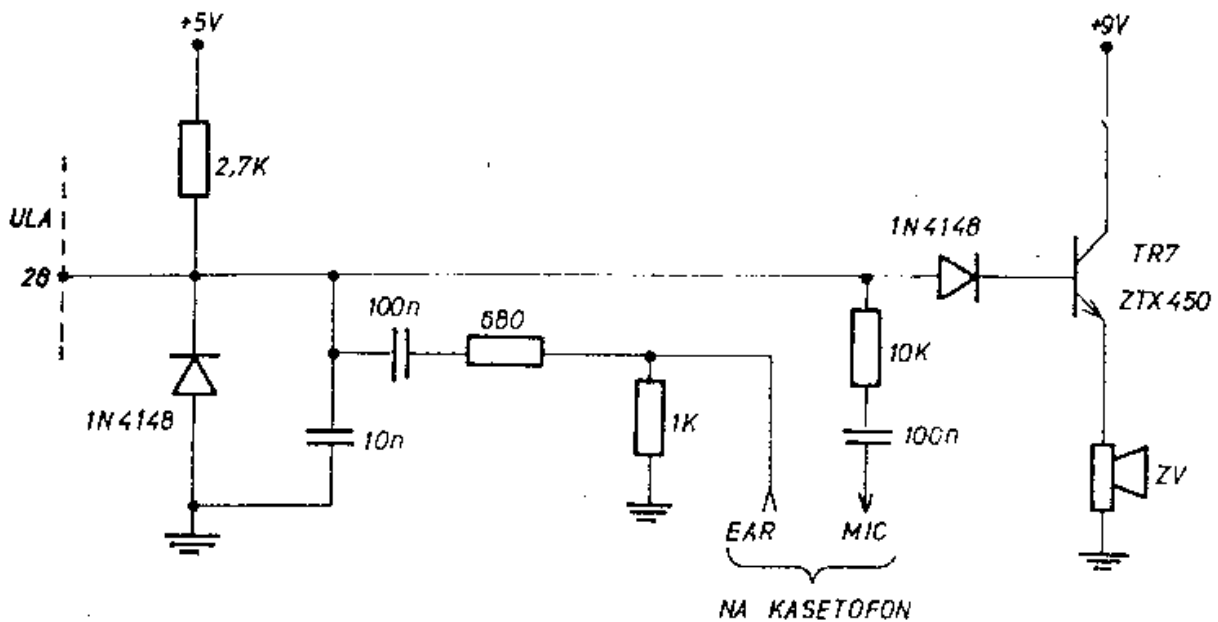 +5V
+9V
2,7K
ULA
28
1N4148
TR7
ZTX450
100n
680
10K
1N4148
10n
1K
100n
ZV
EAR
MIC
NA KASETOFON